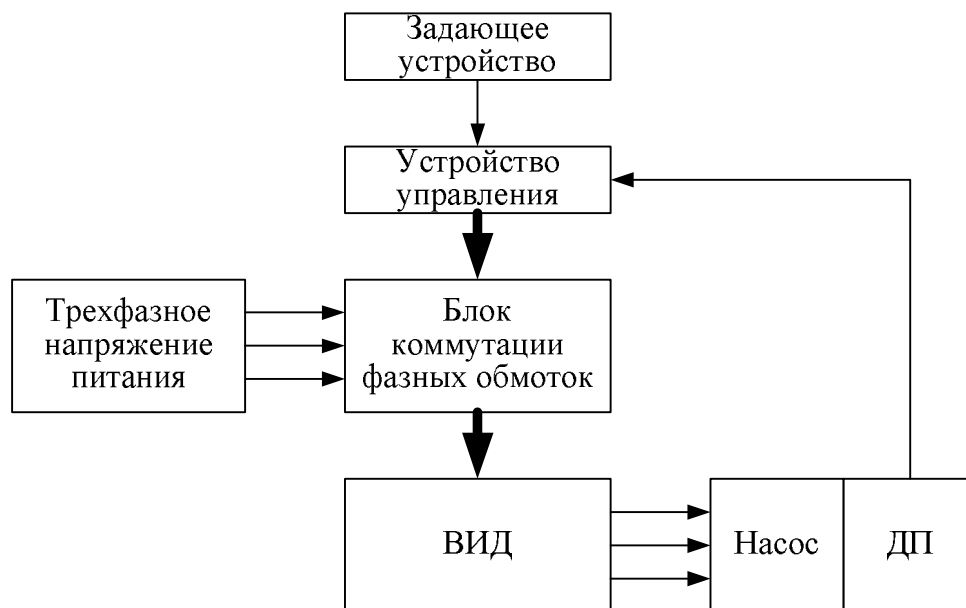 Задающее
устройство
Устройство
управления
Трехфазное
напряжение
питания
Блок
коммутации
фазных обмоток
ВИД
Насос
ДП